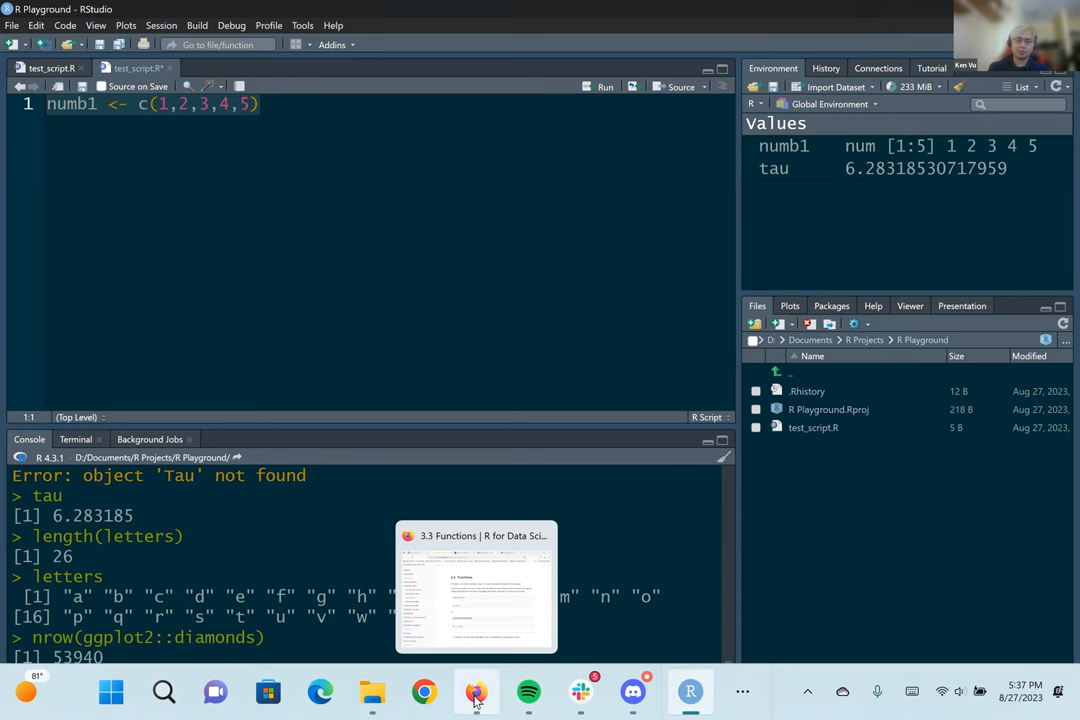 R Playground - RStudio
File Edit Code View Plots Session Build Debug Profile Tools Help
Go to file/function Addins
Ken Vu
test_script.R test_script.R*
Source on Save Run Source
1 numb1 <- c(1,2,3,4,5)
1:1 (Top Level) R Script
Environment History Connections Tutorial
Import Dataset 233 MiB List
R Global Environment
Values
numb1 num [1:5] 1 2 3 4 5
tau 6.28318530717959
Files Plots Packages Help Viewer Presentation
D: Documents R Projects R Playground
Name Size Modified
..
.Rhistory 12 B Aug 27, 2023,
R Playground.Rproj 218 B Aug 27, 2023,
test_script.R 5 B Aug 27, 2023,
Console Terminal Background Jobs
R 4.3.1 · D:/Documents/R Projects/R Playground/
Error: object 'Tau' not found
> tau
[1] 6.283185
> length(letters)
[1] 26
> letters
[1] "a" "b" "c" "d" "e" "f" "g" "h" m" "n" "o"
[16] "p" "q" "r" "s" "t" "u" "v" "w"
> nrow(ggplot2::diamonds)
[1] 53940
3.3 Functions | R for Data Sci...
3.3 Functions
81°
5
R
5:37 PM
8/27/2023